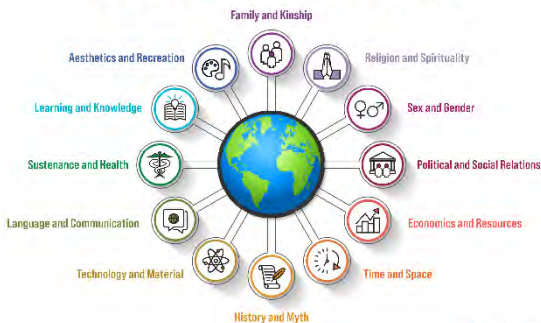 Family and Kinship
Aesthetics and Recreation
Religion and Spirituality
Learning and Knowledge
Sex and Gender
Sustenance and Health
Political and Social Relations
Language and Communication
Economics and Resources
Technology and Material
Time and Space
History and Myth